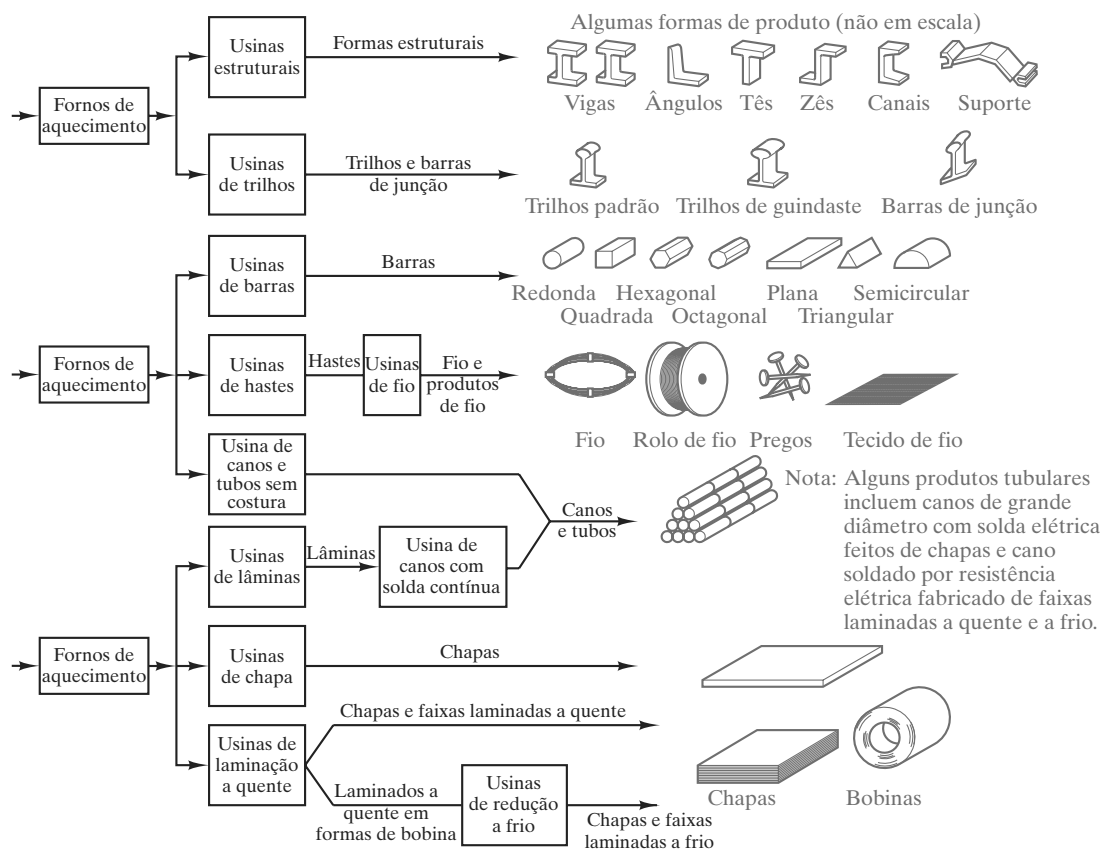 Algumas formas de produto (não em escala)
Usinas
estruturais
Formas estruturais
Vigas
Ângulos
Tês
Zês
Canais
Suporte
Fornos de
aquecimento
Usinas
de trilhos
Trilhos e barras
de junção
Trilhos padrão
Trilhos de guindaste
Barras de junção
Usinas
de barras
Barras
Redonda
Hexagonal
Plana
Semicircular
Quadrada
Octagonal
Triangular
Fornos de
aquecimento
Usinas
de hastes
Hastes
Usinas
de fio
Fio e
produtos
de fio
Fio
Rolo de fio
Pregos
Tecido de fio
Usina de
canos e
tubos sem
costura
Canos
e tubos
Nota: Alguns produtos tubulares
incluem canos de grande
diâmetro com solda elétrica
feitos de chapas e cano
soldado por resistência
elétrica fabricado de faixas
laminadas a quente e a frio.
Usinas
de lâminas
Lâminas
Usina de
canos com
solda contínua
Fornos de
aquecimento
Usinas
de chapa
Chapas
Usinas de
laminação
a quente
Chapas e faixas laminadas a quente
Laminados a
quente em
formas de bobina
Usinas
de redução
a frio
Chapas e faixas
laminadas a frio
Chapas
Bobinas